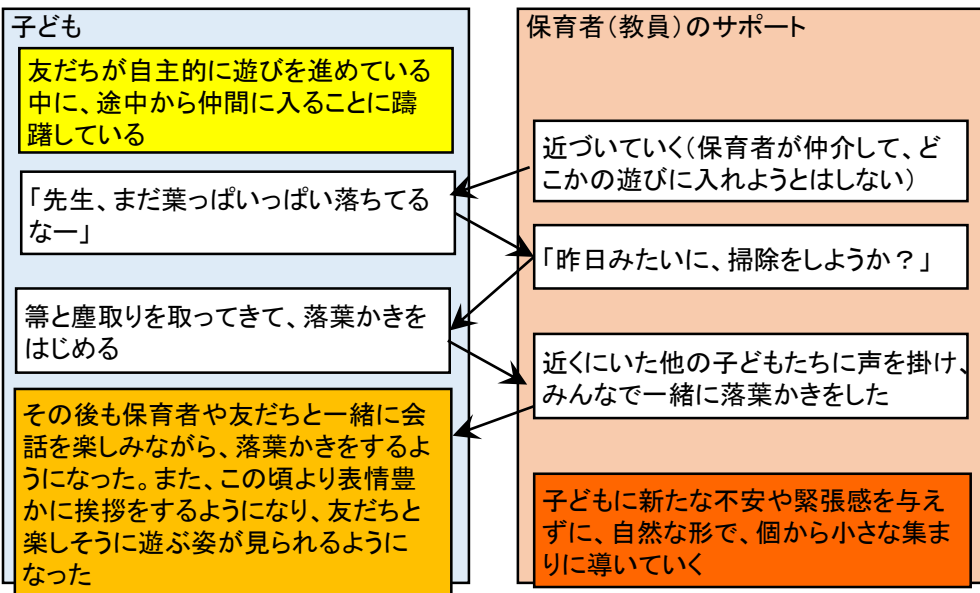 子ども
友だちが自主的に遊びを進めている
中に、途中から仲間に入ることに躊
躇している
「先生、まだ葉っぱいっぱい落ちてる
なー」
箒と塵取りを取ってきて、落葉かきを
はじめる
その後も保育者や友だちと一緒に会
話を楽しみながら、落葉かきをするよ
うになった。また、この頃より表情豊
かに挨拶をするようになり、友だちと
楽しそうに遊ぶ姿が見られるように
なった
保育者(教員)のサポート
近づいていく(保育者が仲介して、ど
こかの遊びに入れようとはしない)
「昨日みたいに、掃除をしようか?」
近くにいた他の子どもたちに声を掛け、
みんなで一緒に落葉かきをした
子どもに新たな不安や緊張感を与え
ずに、自然な形で、個から小さな集ま
りに導いていく